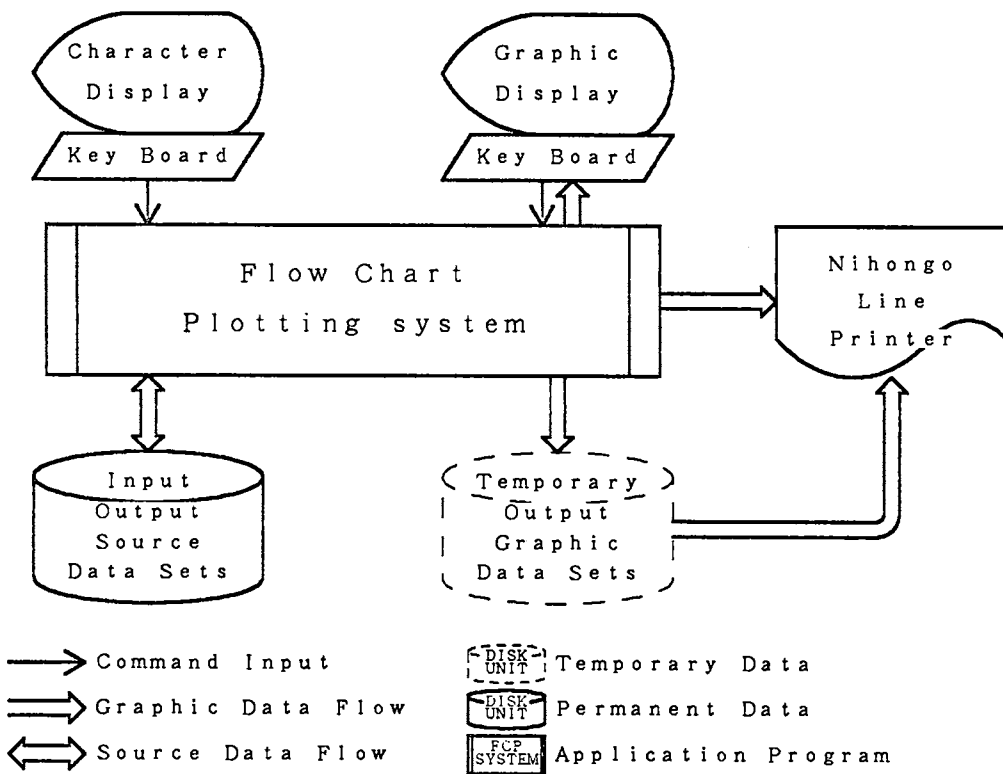 Character
Display
Key Board
Graphic
Display
Key Board
Flow Chart
Plotting system
Nihongo
Line
Printer
Input
Output
Source
Data Sets
Temporary
Output
Graphic
Data Sets
Command Input
Graphic Data Flow
Source Data Flow
DISK
UNIT
Temporary Data
DISK
UNIT
Permanent Data
FCP
SYSTEM
Application Program